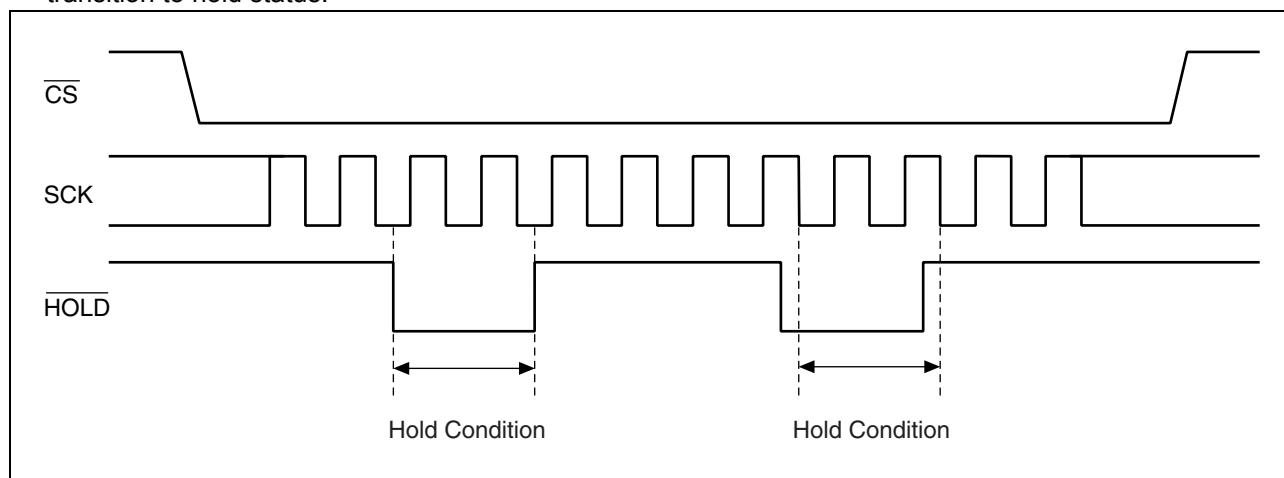 transition to hold status.
CS
SCK
HOLD
Hold Condition Hold Condition